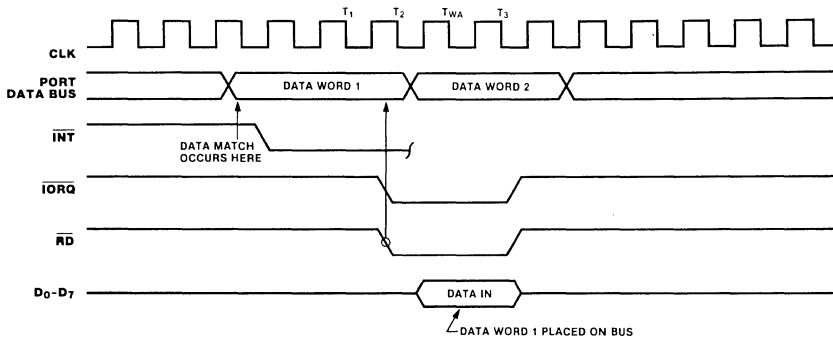 T1 T2 TWA T3
CLK
PORT
DATA BUS
DATA WORD 1 DATA WORD 2
INT
DATA MATCH
OCCURS HERE
IORQ
RD
D0-D7
DATA IN
DATA WORD 1 PLACED ON BUS